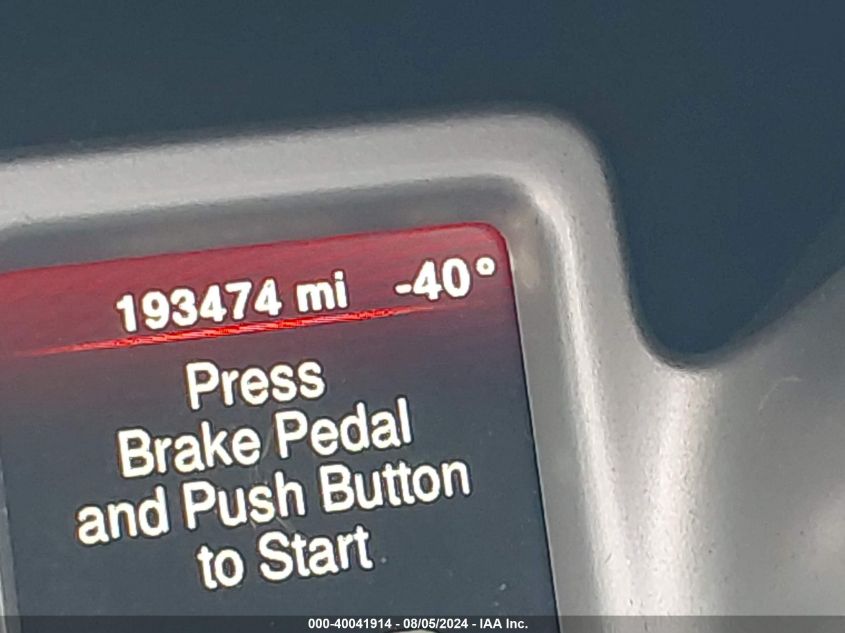 193474 mi -40°
Press
Brake Pedal
and Push Button
to Start
000-40041914 - 08/05/2024 - IAA Inc.